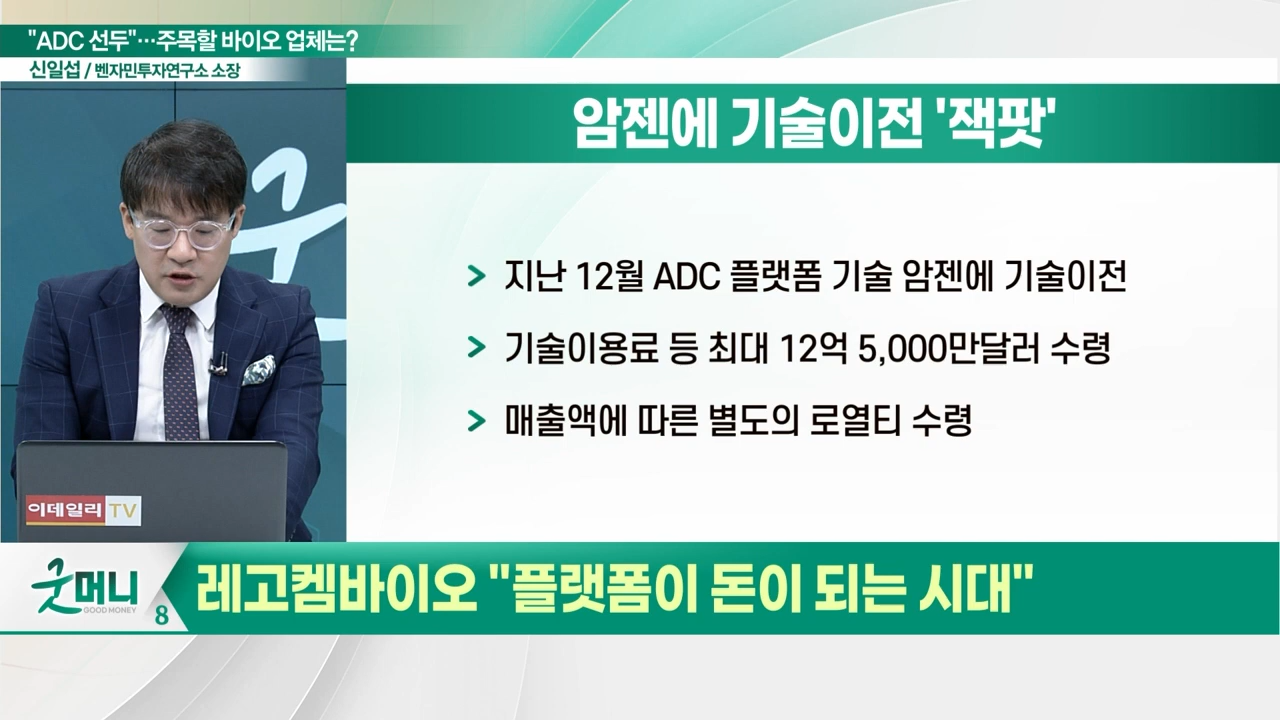 "ADC 선두"…주목할 바이오 업체는?
신일섭 / 벤자민투자연구소 소장
암젠에 기술이전 '잭팟'
> 지난 12월 ADC 플랫폼 기술 암젠에 기술이전
> 기술이용료 등 최대 12억 5,000만달러 수령
> 매출액에 따른 별도의 로열티 수령
이데일리 TV
굿머니
GOOD MONEY
8
레고켐바이오 "플랫폼이 돈이 되는 시대"